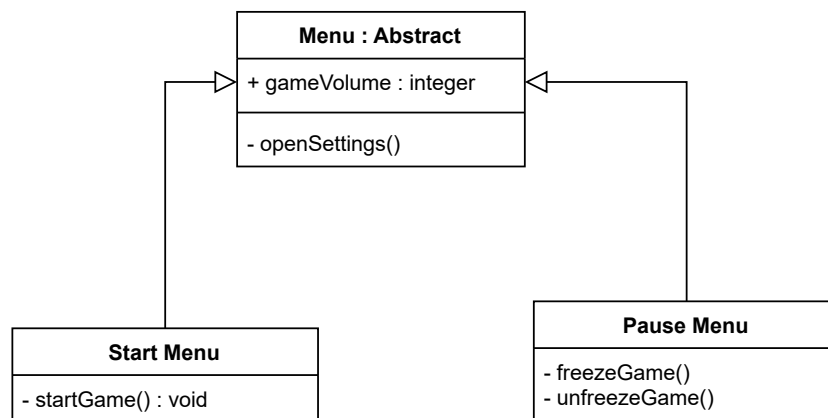 Menu : Abstract
+ gameVolume : integer
- openSettings()
Start Menu
- startGame() : void
Pause Menu
- freezeGame()
- unfreezeGame()